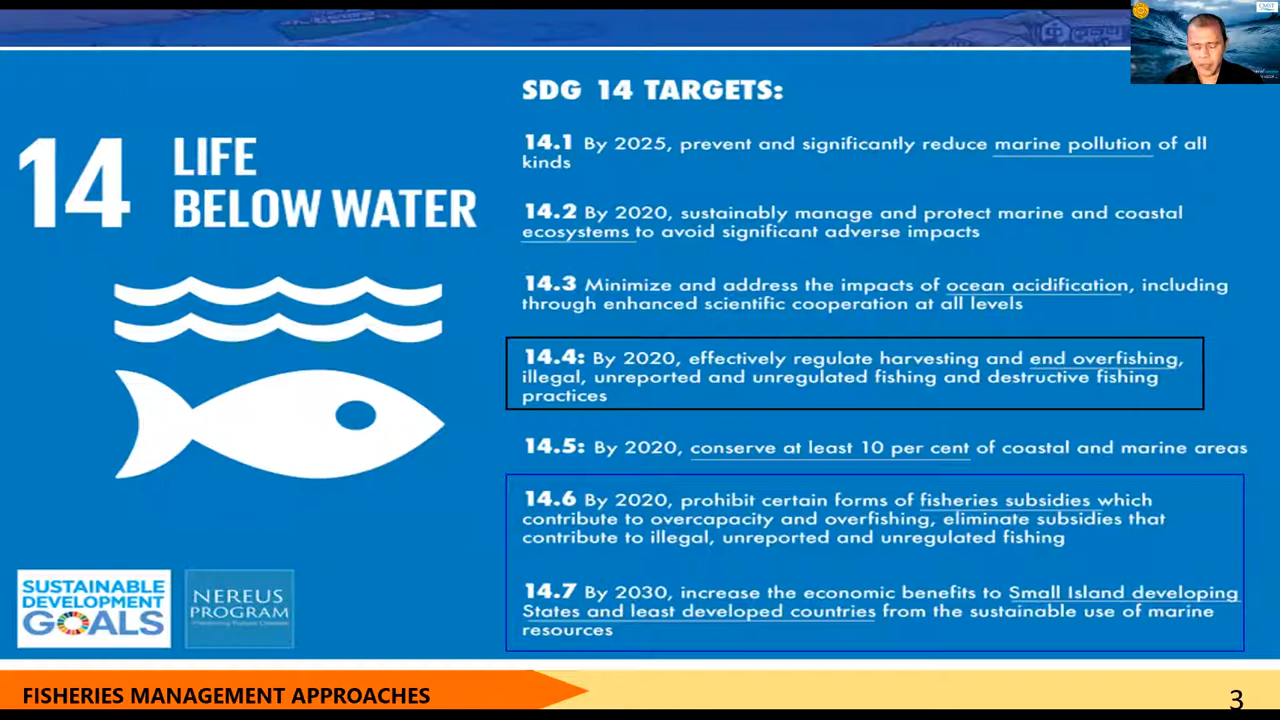 SDG 14 TARGETS:
14 LIFE
BELOW WATER
14.1 By 2025, prevent and significantly reduce marine pollution of all
kinds
14.2 By 2020, sustainably manage and protect marine and coastal
ecosystems to avoid significant adverse impacts
14.3 Minimize and address the impacts of ocean acidification, including
through enhanced scientific cooperation at all levels
14.4: By 2020, effectively regulate harvesting and end overfishing,
illegal, unreported and unregulated fishing and destructive fishing
practices
14.5: By 2020, conserve at least 10 per cent of coastal and marine areas
14.6 By 2020, prohibit certain forms of fisheries subsidies which
contribute to overcapacity and overfishing, eliminate subsidies that
contribute to illegal, unreported and unregulated fishing
14.7 By 2030, increase the economic benefits to Small Island developing
States and least developed countries from the sustainable use of marine
resources
SUSTAINABLE
DEVELOPMENT
GOALS
NEREUS
PROGRAM
FISHERIES MANAGEMENT APPROACHES
3